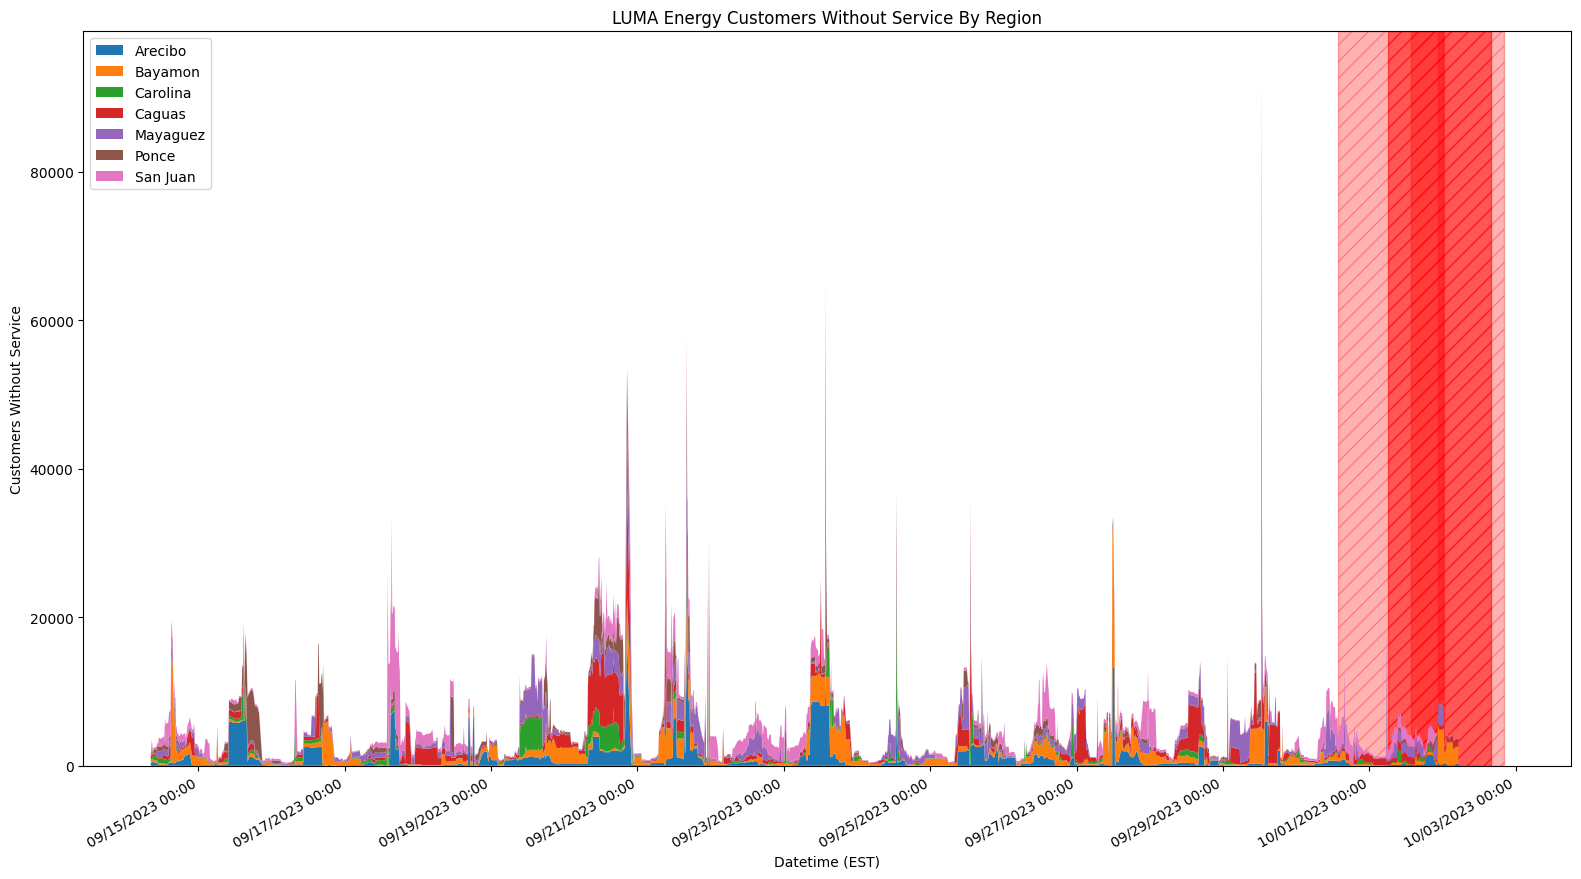 LUMA Energy Customers Without Service By Region
Arecibo
Bayamon
Carolina
Caguas
Mayaguez
Ponce
San Juan
80000
60000
40000
20000
0
Customers Without Service
09/15/2023 00:00
09/17/2023 00:00
09/19/2023 00:00
09/21/2023 00:00
09/23/2023 00:00
09/25/2023 00:00
09/27/2023 00:00
09/29/2023 00:00
10/01/2023 00:00
10/03/2023 00:00
Datetime (EST)